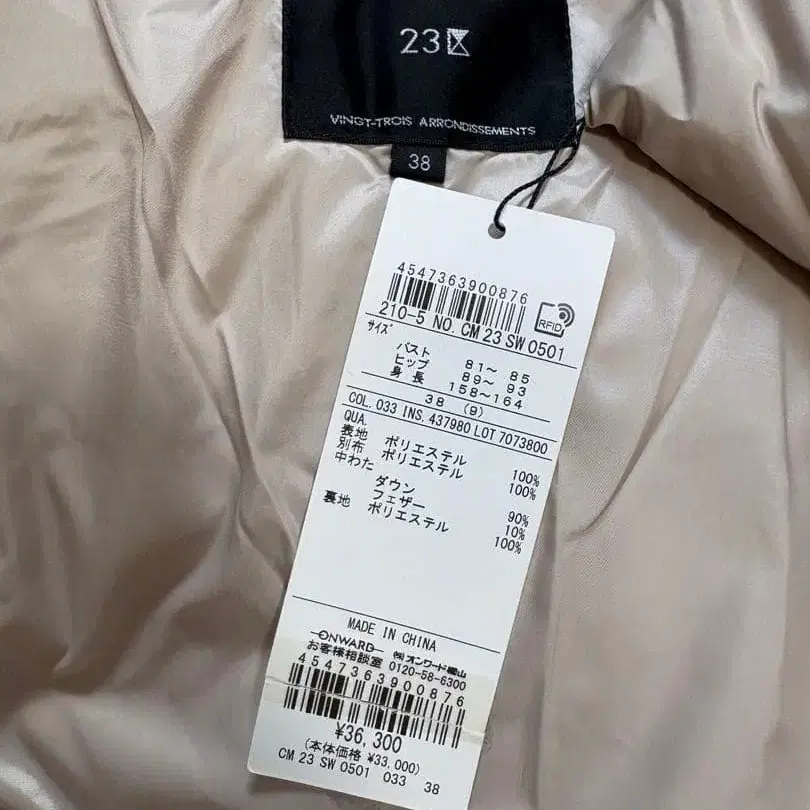 23区
VINGT-TROIS ARRONDISSEMENTS
38
4547363900876
RFID
210-5 NO. CM 23 SW 0501
サイズ
バスト 81～ 85
ヒップ 89～ 93
身長 158～164
38 (9)
COL. 033 INS. 437980 LOT 7073800
QUA.
表地 ポリエステル 100%
別布 ポリエステル 100%
中わた
ダウン 90%
フェザー 10%
裏地 ポリエステル 100%
MADE IN CHINA
ONWARD ㈱オンワード樫山
お客様相談室 0120-58-6300
4547363900876
¥36,300
(本体価格 ¥33,000)
CM 23 SW 0501 033 38